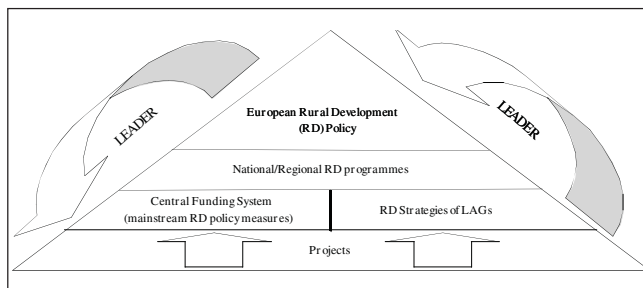 LEADER
LEADER
European Rural Development
(RD) Policy
National/Regional RD programmes
Central Funding System
(mainstream RD policy measures)
RD Strategies of LAGs
Projects